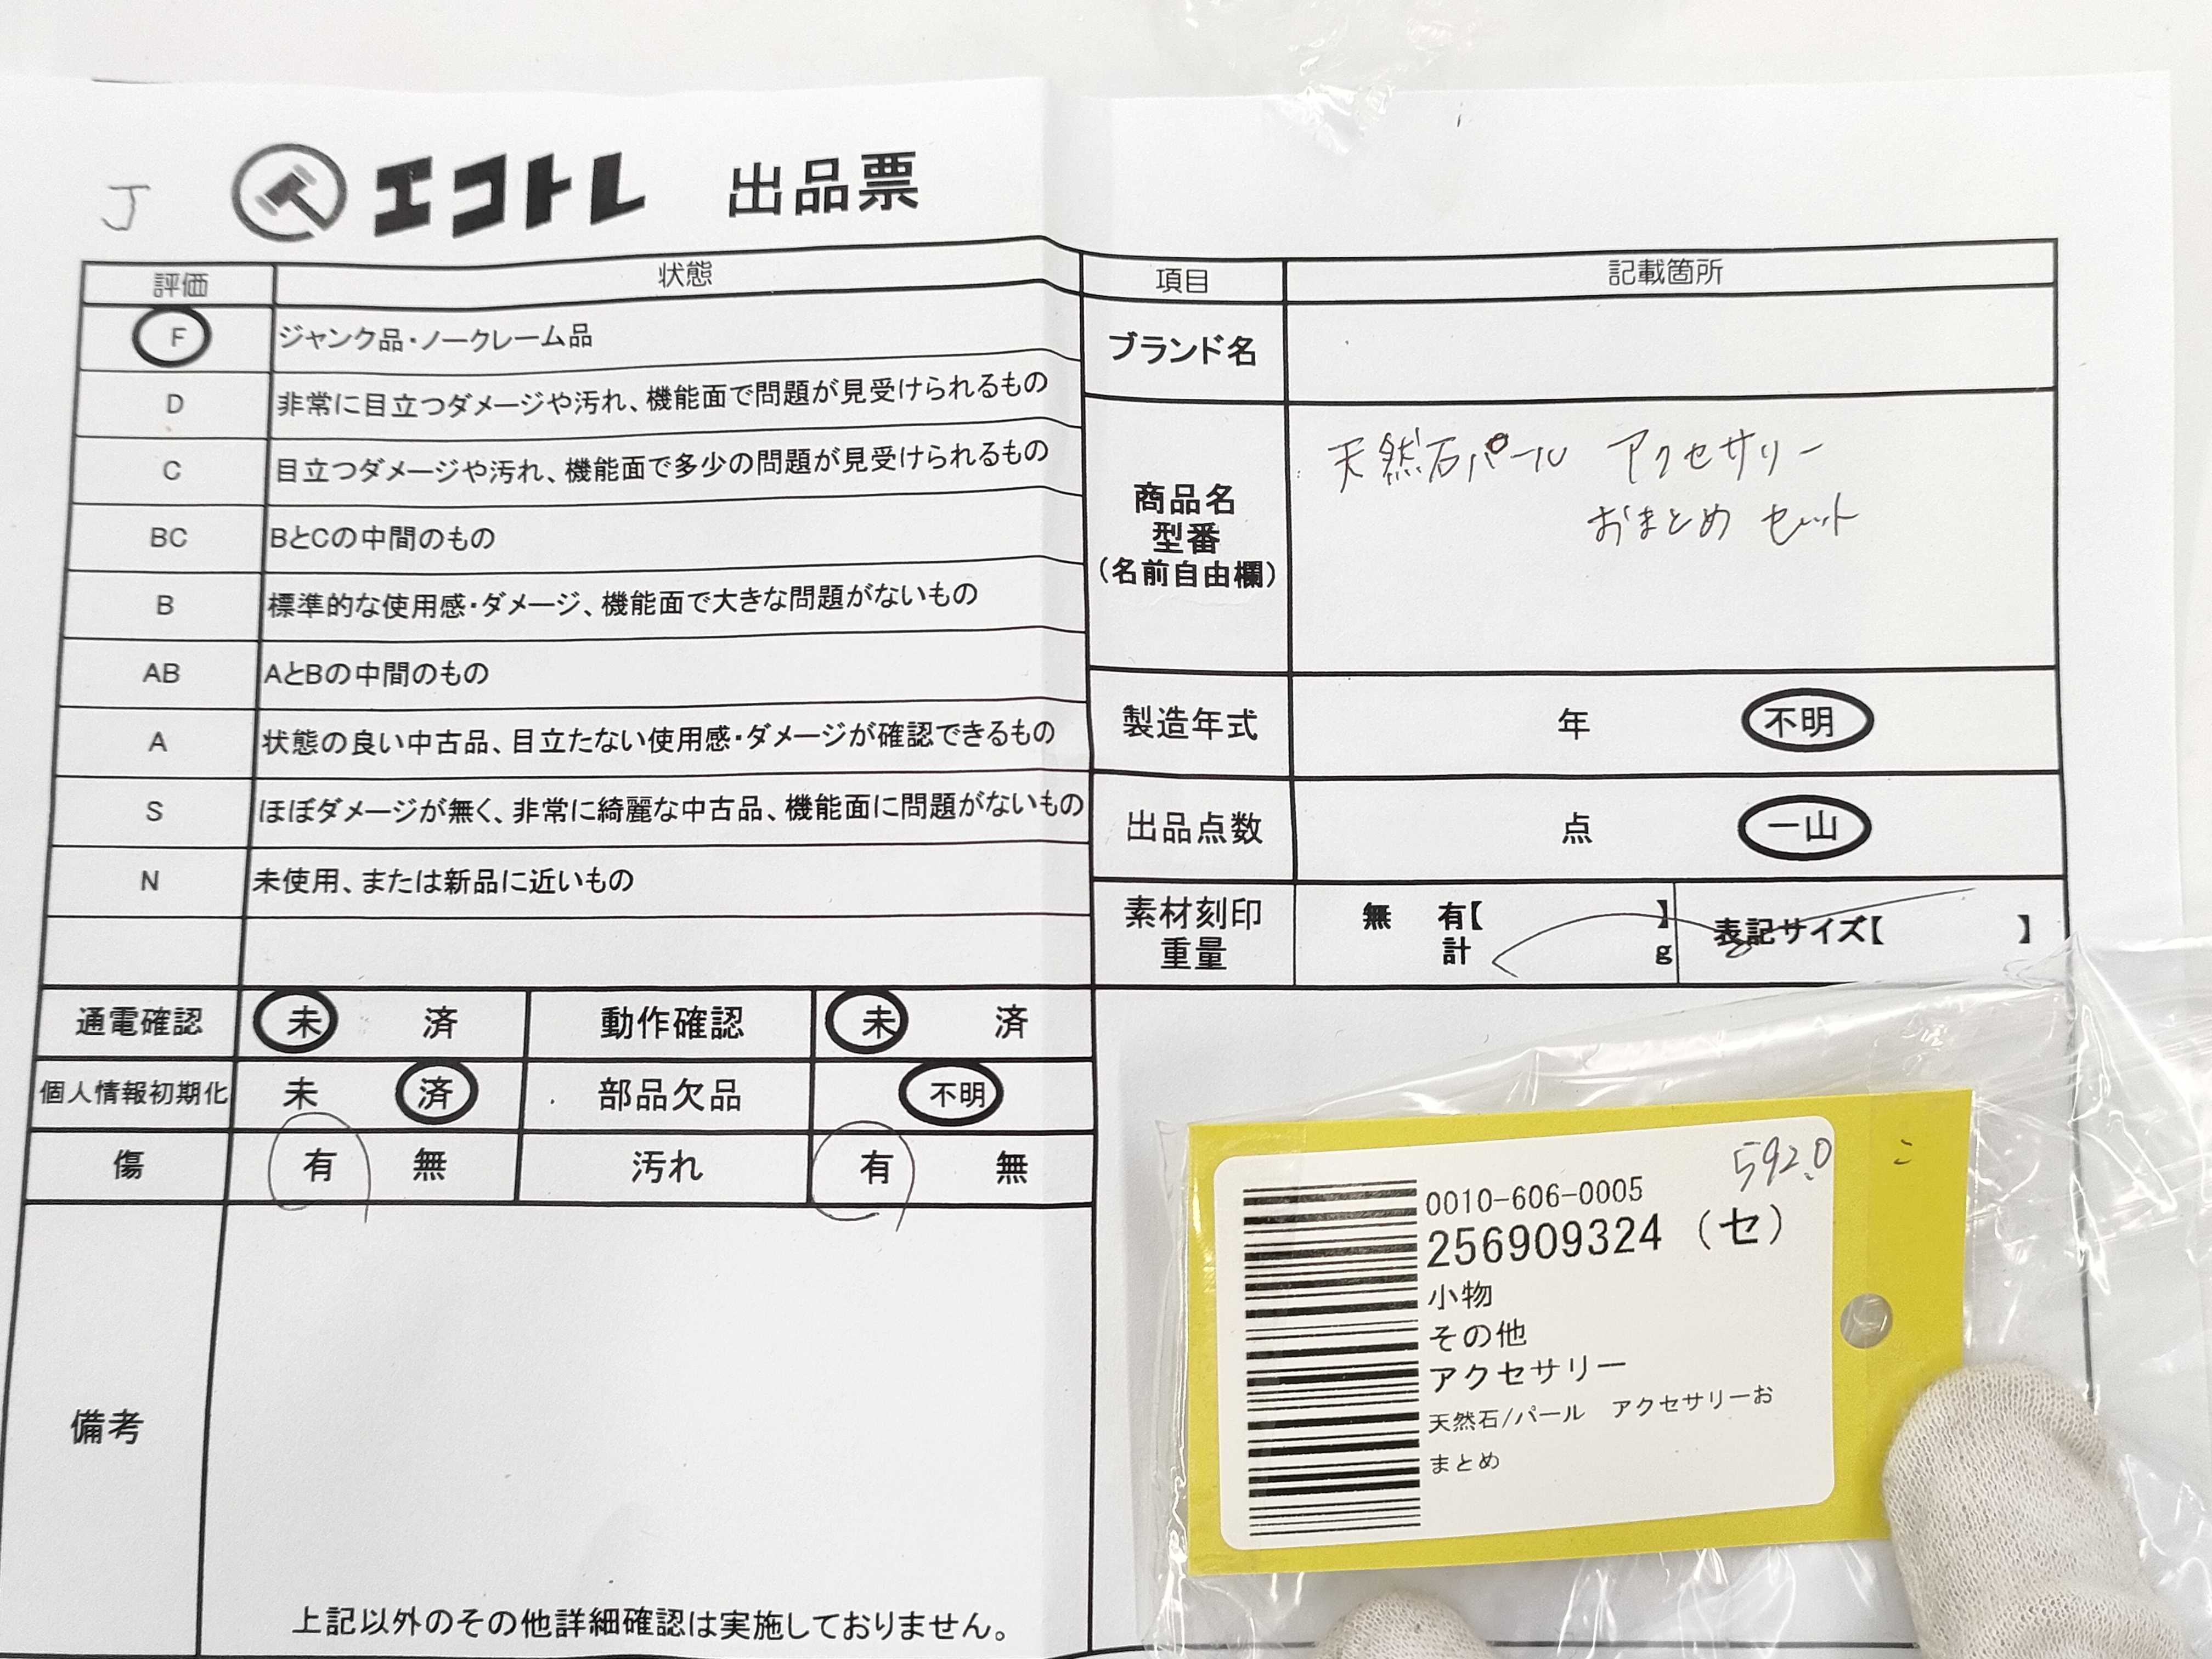 J
エコトレ 出品票
評価 状態
F ジャンク品・ノークレーム品
D 非常に目立つダメージや汚れ、機能面で問題が見受けられるもの
C 目立つダメージや汚れ、機能面で多少の問題が見受けられるもの
BC BとCの中間のもの
B 標準的な使用感・ダメージ、機能面で大きな問題がないもの
AB AとBの中間のもの
A 状態の良い中古品、目立たない使用感・ダメージが確認できるもの
S ほぼダメージが無く、非常に綺麗な中古品、機能面に問題がないもの
N 未使用、または新品に近いもの
通電確認 未 済 動作確認 未 済
個人情報初期化 未 済 部品欠品 不明
傷 有 無 汚れ 有 無
備考
上記以外のその他詳細確認は実施しておりません。
項目 記載箇所
ブランド名
商品名
型番
(名前自由欄)
天然石パール アクセサリー
おまとめ セット
製造年式 年 不明
出品点数 点 一山
素材刻印 無 有【 】
重量 計 g
表記サイズ【 】
5920
0010-606-0005
256909324 (セ)
小物
その他
アクセサリー
天然石/パール アクセサリーお
まとめ